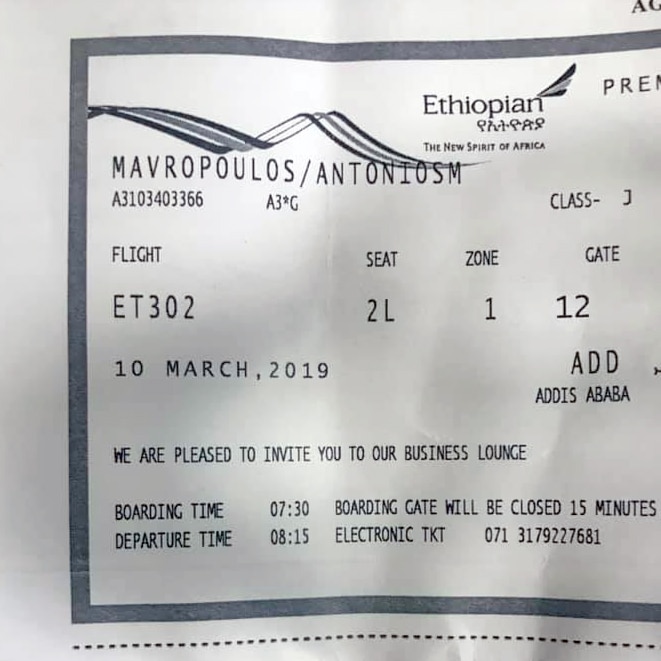 AG
PREM
Ethiopian
የኢትዮጵያ
THE NEW SPIRIT OF AFRICA
MAVROPOULOS/ANTONIOSM
A3103403366 A3*G CLASS- J
FLIGHT SEAT ZONE GATE
ET302 2L 1 12
10 MARCH,2019 ADD
ADDIS ABABA
WE ARE PLEASED TO INVITE YOU TO OUR BUSINESS LOUNGE
BOARDING TIME 07:30 BOARDING GATE WILL BE CLOSED 15 MINUTES
DEPARTURE TIME 08:15 ELECTRONIC TKT 071 3179227681